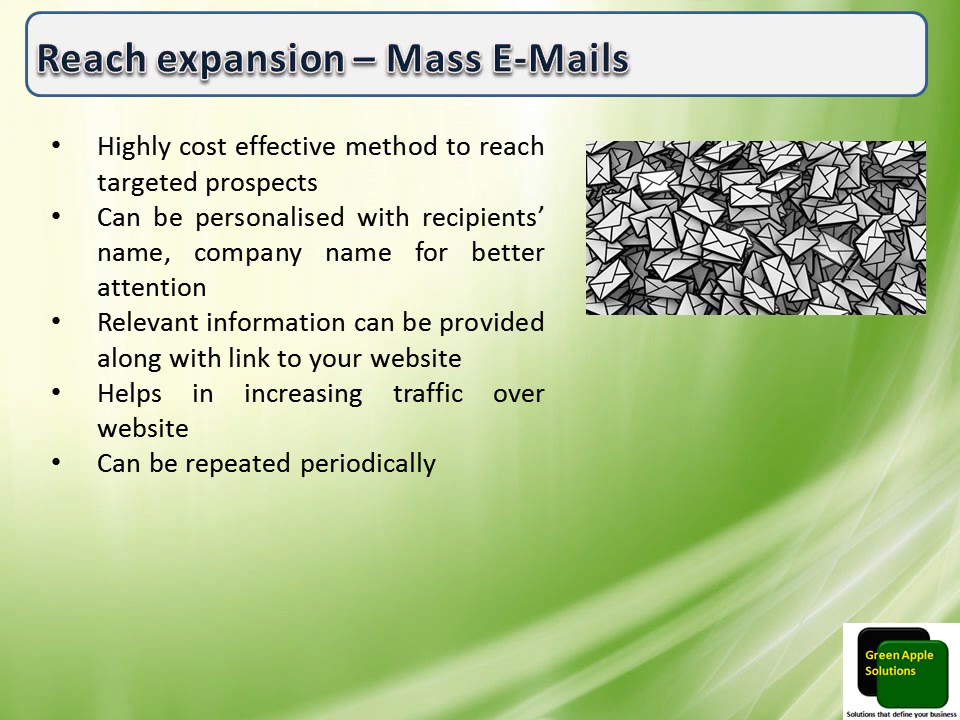 Reach expansion – Mass E-Mails
• Highly cost effective method to reach
targeted prospects
• Can be personalised with recipients’
name, company name for better
attention
• Relevant information can be provided
along with link to your website
• Helps in increasing traffic over
website
• Can be repeated periodically
Green Apple
Solutions
Solutions that define your business